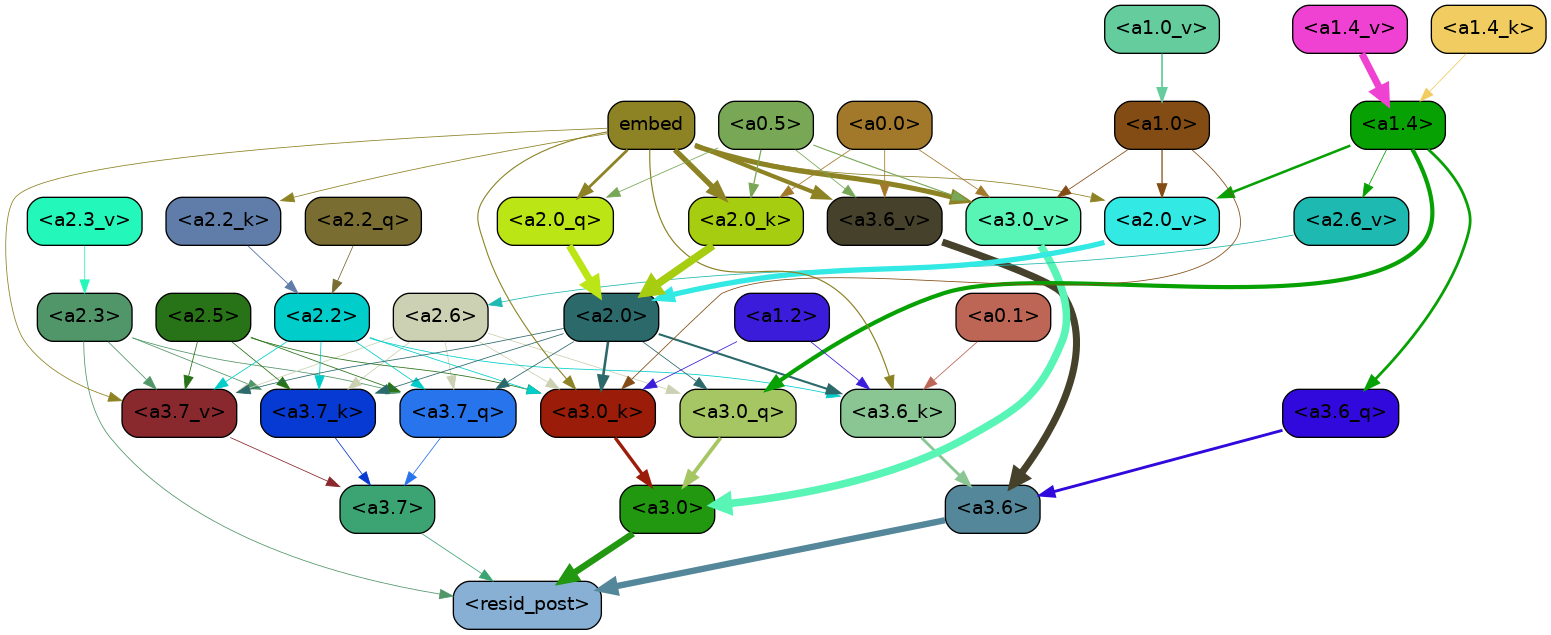 <a1.0_v>
<a1.4_v>
<a1.4_k>
embed
<a0.5>
<a0.0>
<a1.0>
<a1.4>
<a2.3_v>
<a2.2_k>
<a2.2_q>
<a2.0_q>
<a2.0_k>
<a3.6_v>
<a3.0_v>
<a2.0_v>
<a2.6_v>
<a2.3>
<a2.5>
<a2.2>
<a2.6>
<a2.0>
<a1.2>
<a0.1>
<a3.7_v>
<a3.7_k>
<a3.7_q>
<a3.0_k>
<a3.0_q>
<a3.6_k>
<a3.6_q>
<a3.7>
<a3.0>
<a3.6>
<resid_post>